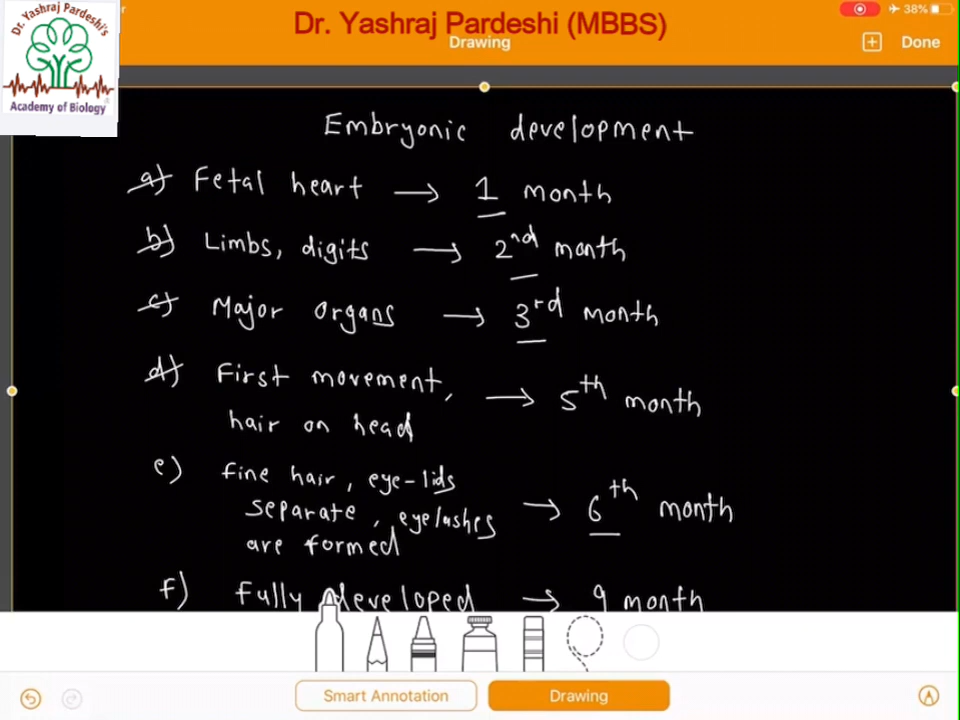 Dr. Yashraj Pardeshi (MBBS)
38%
Dr. Yashraj Pardeshi's
Academy of Biology
Drawing
Done
Embryonic development
a) Fetal heart → 1 month
b) Limbs, digits → 2nd month
c) Major organs → 3rd month
d) First movement,
hair on head → 5th month
e) fine hair, eye-lids
separate, eyelashes → 6th month
are formed
f) fully developed → 9 month
Smart Annotation
Drawing